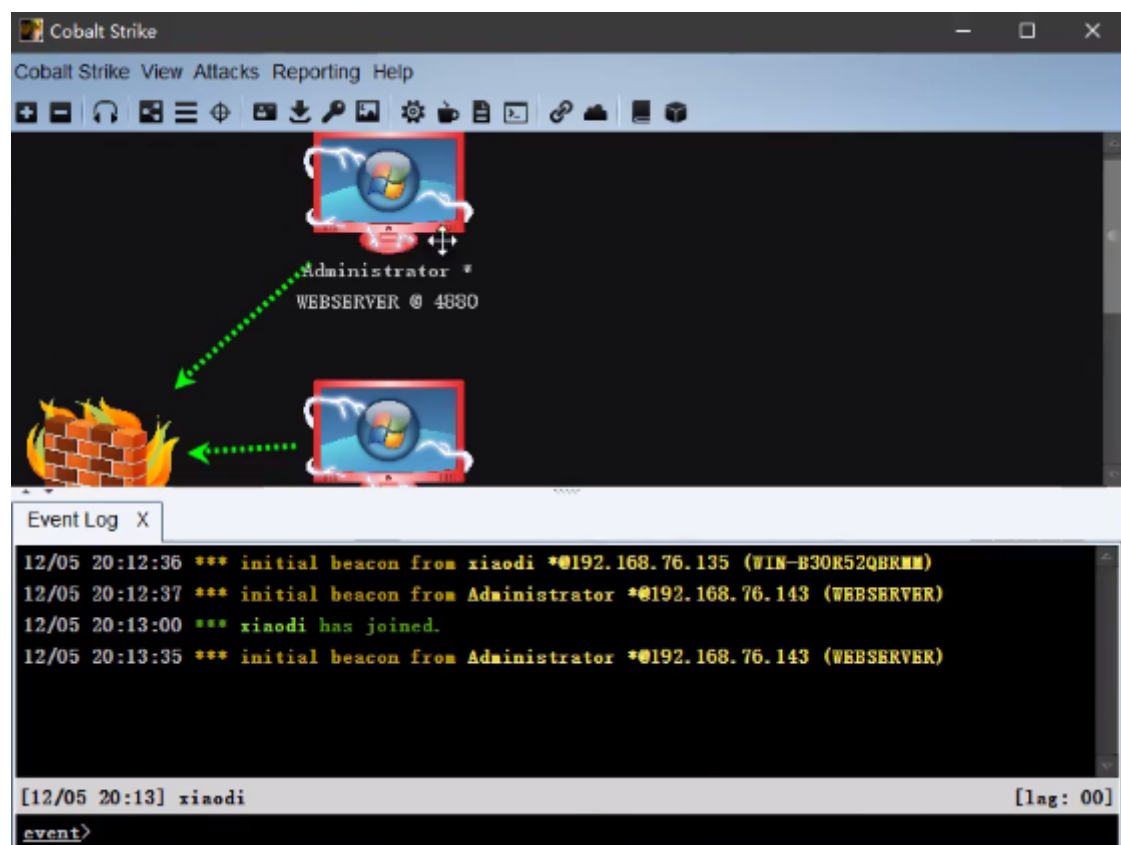 Cobalt Strike
Cobalt Strike View Attacks Reporting Help
Administrator *
WEBSERVER @ 4880
Event Log X
12/05 20:12:36 *** initial beacon from xiaodi *@192.168.76.135 (WIN-B3OR52QBRMM)
12/05 20:12:37 *** initial beacon from Administrator *@192.168.76.143 (WEBSERVER)
12/05 20:13:00 *** xiaodi has joined.
12/05 20:13:35 *** initial beacon from Administrator *@192.168.76.143 (WEBSERVER)
[12/05 20:13] xiaodi [lag: 00]
event>